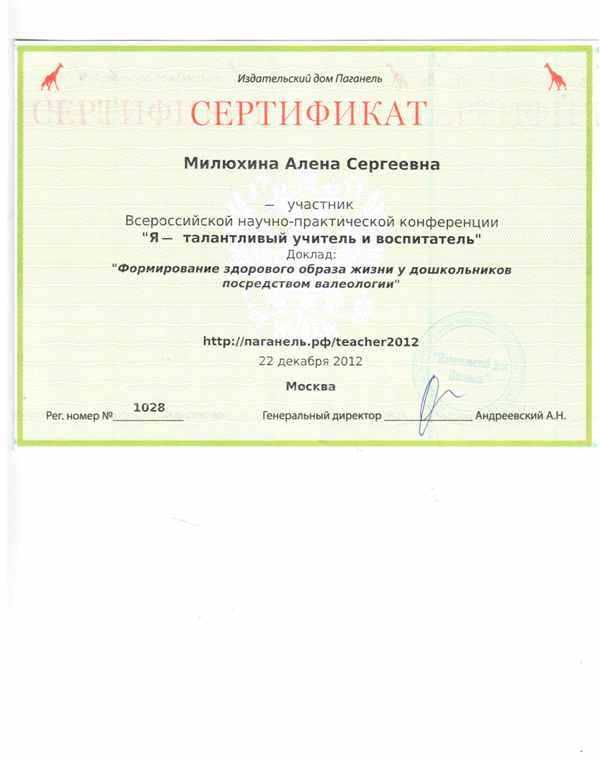 Издательский дом Паганель
СЕРТИФИКАТ
Милюхина Алена Сергеевна
— участник
Всероссийской научно-практической конференции
"Я — талантливый учитель и воспитатель"
Доклад:
"Формирование здорового образа жизни у дошкольников
посредством валеологии"
http://паганель.рф/teacher2012
22 декабря 2012
Москва
Рег. номер № 1028
Генеральный директор ____________ Андреевский А.Н.